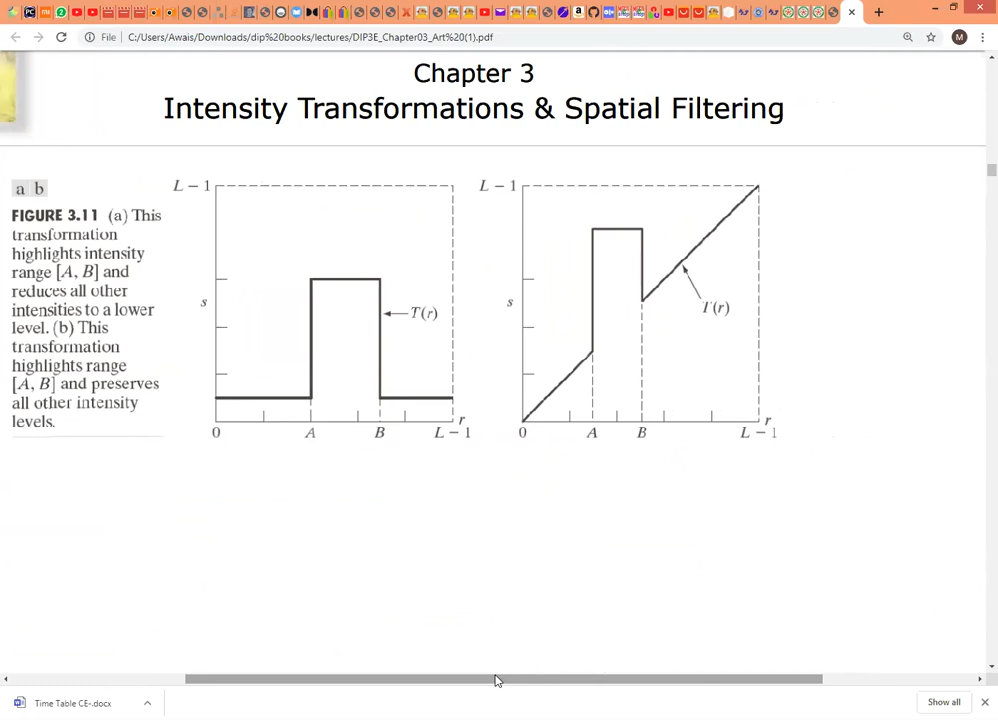 File
C:/Users/Awais/Downloads/dip%20books/lectures/DIP3E_Chapter03_Art%20(1).pdf
M
Chapter 3
Intensity Transformations & Spatial Filtering
a b
FIGURE 3.11 (a) This
transformation
highlights intensity
range [A, B] and
reduces all other
intensities to a lower
level. (b) This
transformation
highlights range
[A, B] and preserves
all other intensity
levels.
L − 1
s
T(r)
r
0 A B L − 1
L − 1
s
T(r)
r
0 A B L − 1
Time Table CE-.docx
Show all